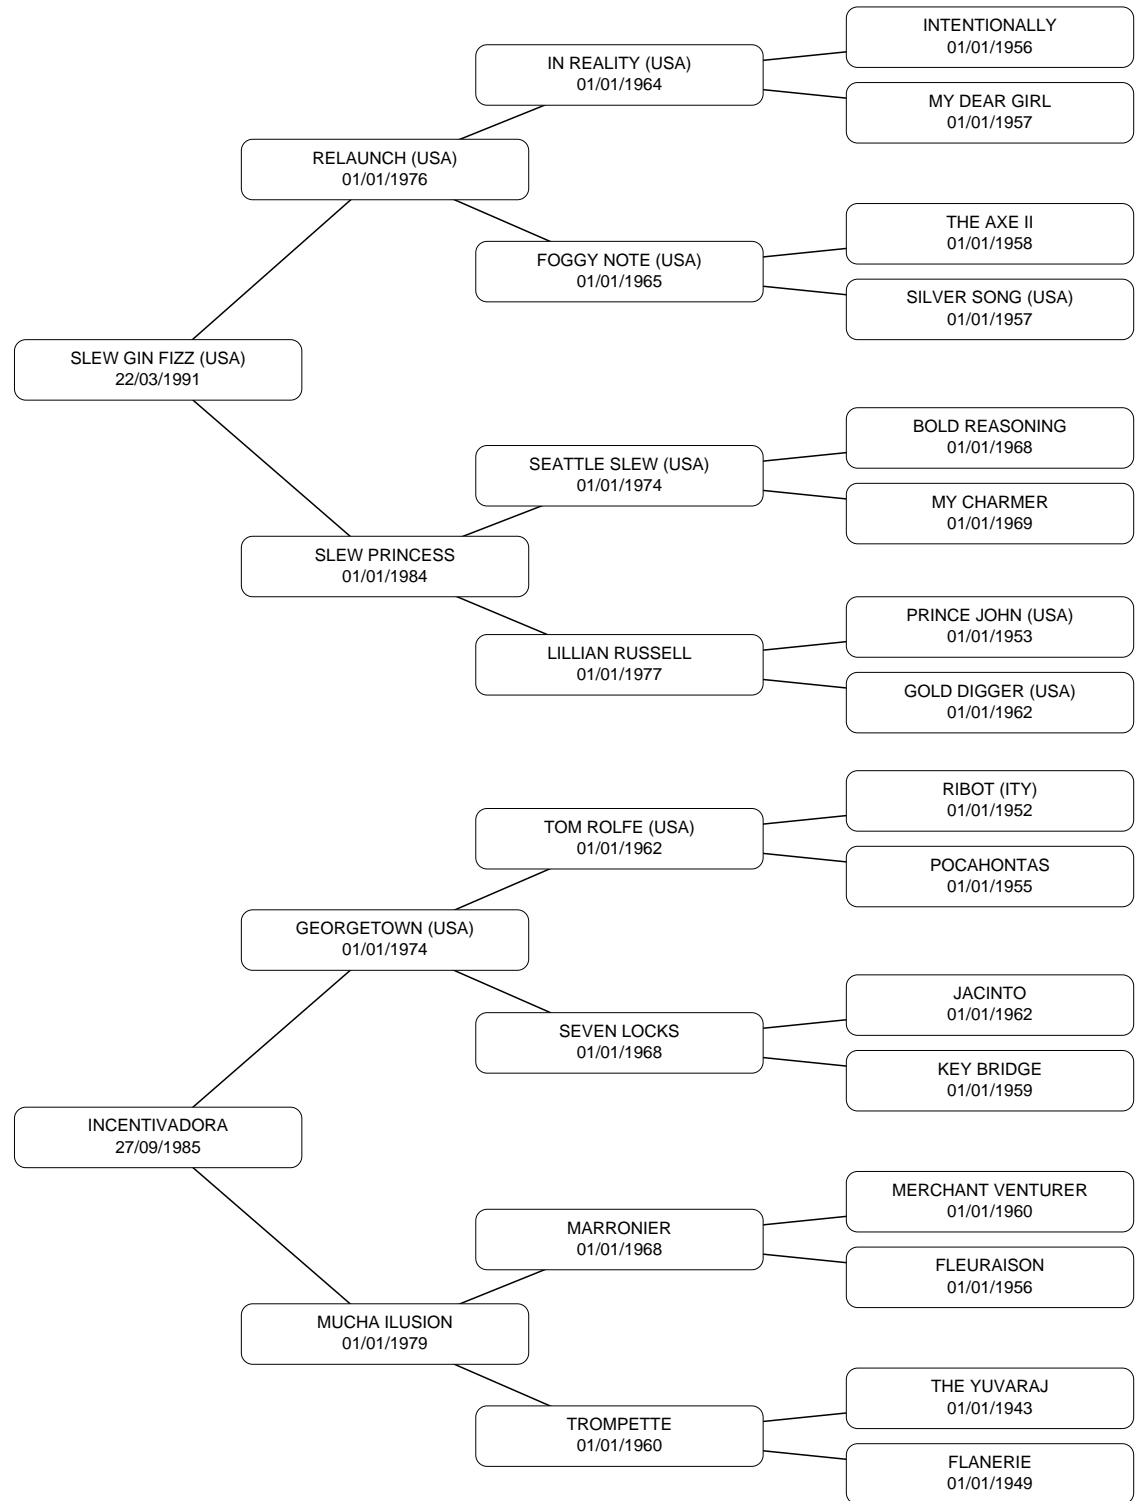 INTENTIONALLY
01/01/1956
IN REALITY (USA)
01/01/1964
MY DEAR GIRL
01/01/1957
RELAUNCH (USA)
01/01/1976
THE AXE II
01/01/1958
FOGGY NOTE (USA)
01/01/1965
SILVER SONG (USA)
01/01/1957
SLEW GIN FIZZ (USA)
22/03/1991
BOLD REASONING
01/01/1968
SEATTLE SLEW (USA)
01/01/1974
MY CHARMER
01/01/1969
SLEW PRINCESS
01/01/1984
PRINCE JOHN (USA)
01/01/1953
LILLIAN RUSSELL
01/01/1977
GOLD DIGGER (USA)
01/01/1962
RIBOT (ITY)
01/01/1952
TOM ROLFE (USA)
01/01/1962
POCAHONTAS
01/01/1955
GEORGETOWN (USA)
01/01/1974
JACINTO
01/01/1962
SEVEN LOCKS
01/01/1968
KEY BRIDGE
01/01/1959
INCENTIVADORA
27/09/1985
MERCHANT VENTURER
01/01/1960
MARRONIER
01/01/1968
FLEURAISON
01/01/1956
MUCHA ILUSION
01/01/1979
THE YUVARAJ
01/01/1943
TROMPETTE
01/01/1960
FLANERIE
01/01/1949